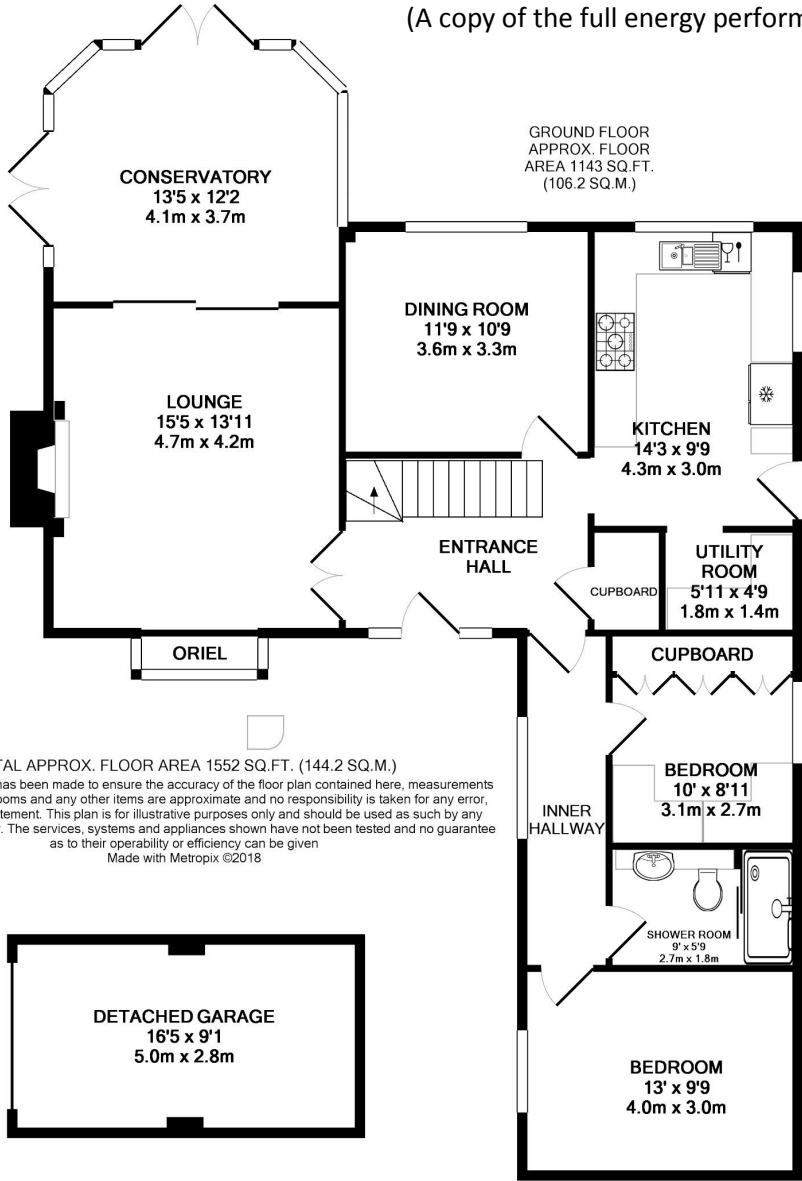 (A copy of the full energy perform
GROUND FLOOR
APPROX. FLOOR
AREA 1143 SQ.FT.
(106.2 SQ.M.)
CONSERVATORY
13'5 x 12'2
4.1m x 3.7m
DINING ROOM
11'9 x 10'9
3.6m x 3.3m
LOUNGE
15'5 x 13'11
4.7m x 4.2m
KITCHEN
14'3 x 9'9
4.3m x 3.0m
ENTRANCE
HALL
CUPBOARD
UTILITY
ROOM
5'11 x 4'9
1.8m x 1.4m
ORIEL
CUPBOARD
BEDROOM
10' x 8'11
3.1m x 2.7m
INNER
HALLWAY
SHOWER ROOM
9' x 5'9
2.7m x 1.8m
BEDROOM
13' x 9'9
4.0m x 3.0m
TAL APPROX. FLOOR AREA 1552 SQ.FT. (144.2 SQ.M.)
has been made to ensure the accuracy of the floor plan contained here, measurements
ooms and any other items are approximate and no responsibility is taken for any error,
tement. This plan is for illustrative purposes only and should be used as such by any
. The services, systems and appliances shown have not been tested and no guarantee
as to their operability or efficiency can be given
Made with Metropix ©2018
DETACHED GARAGE
16'5 x 9'1
5.0m x 2.8m